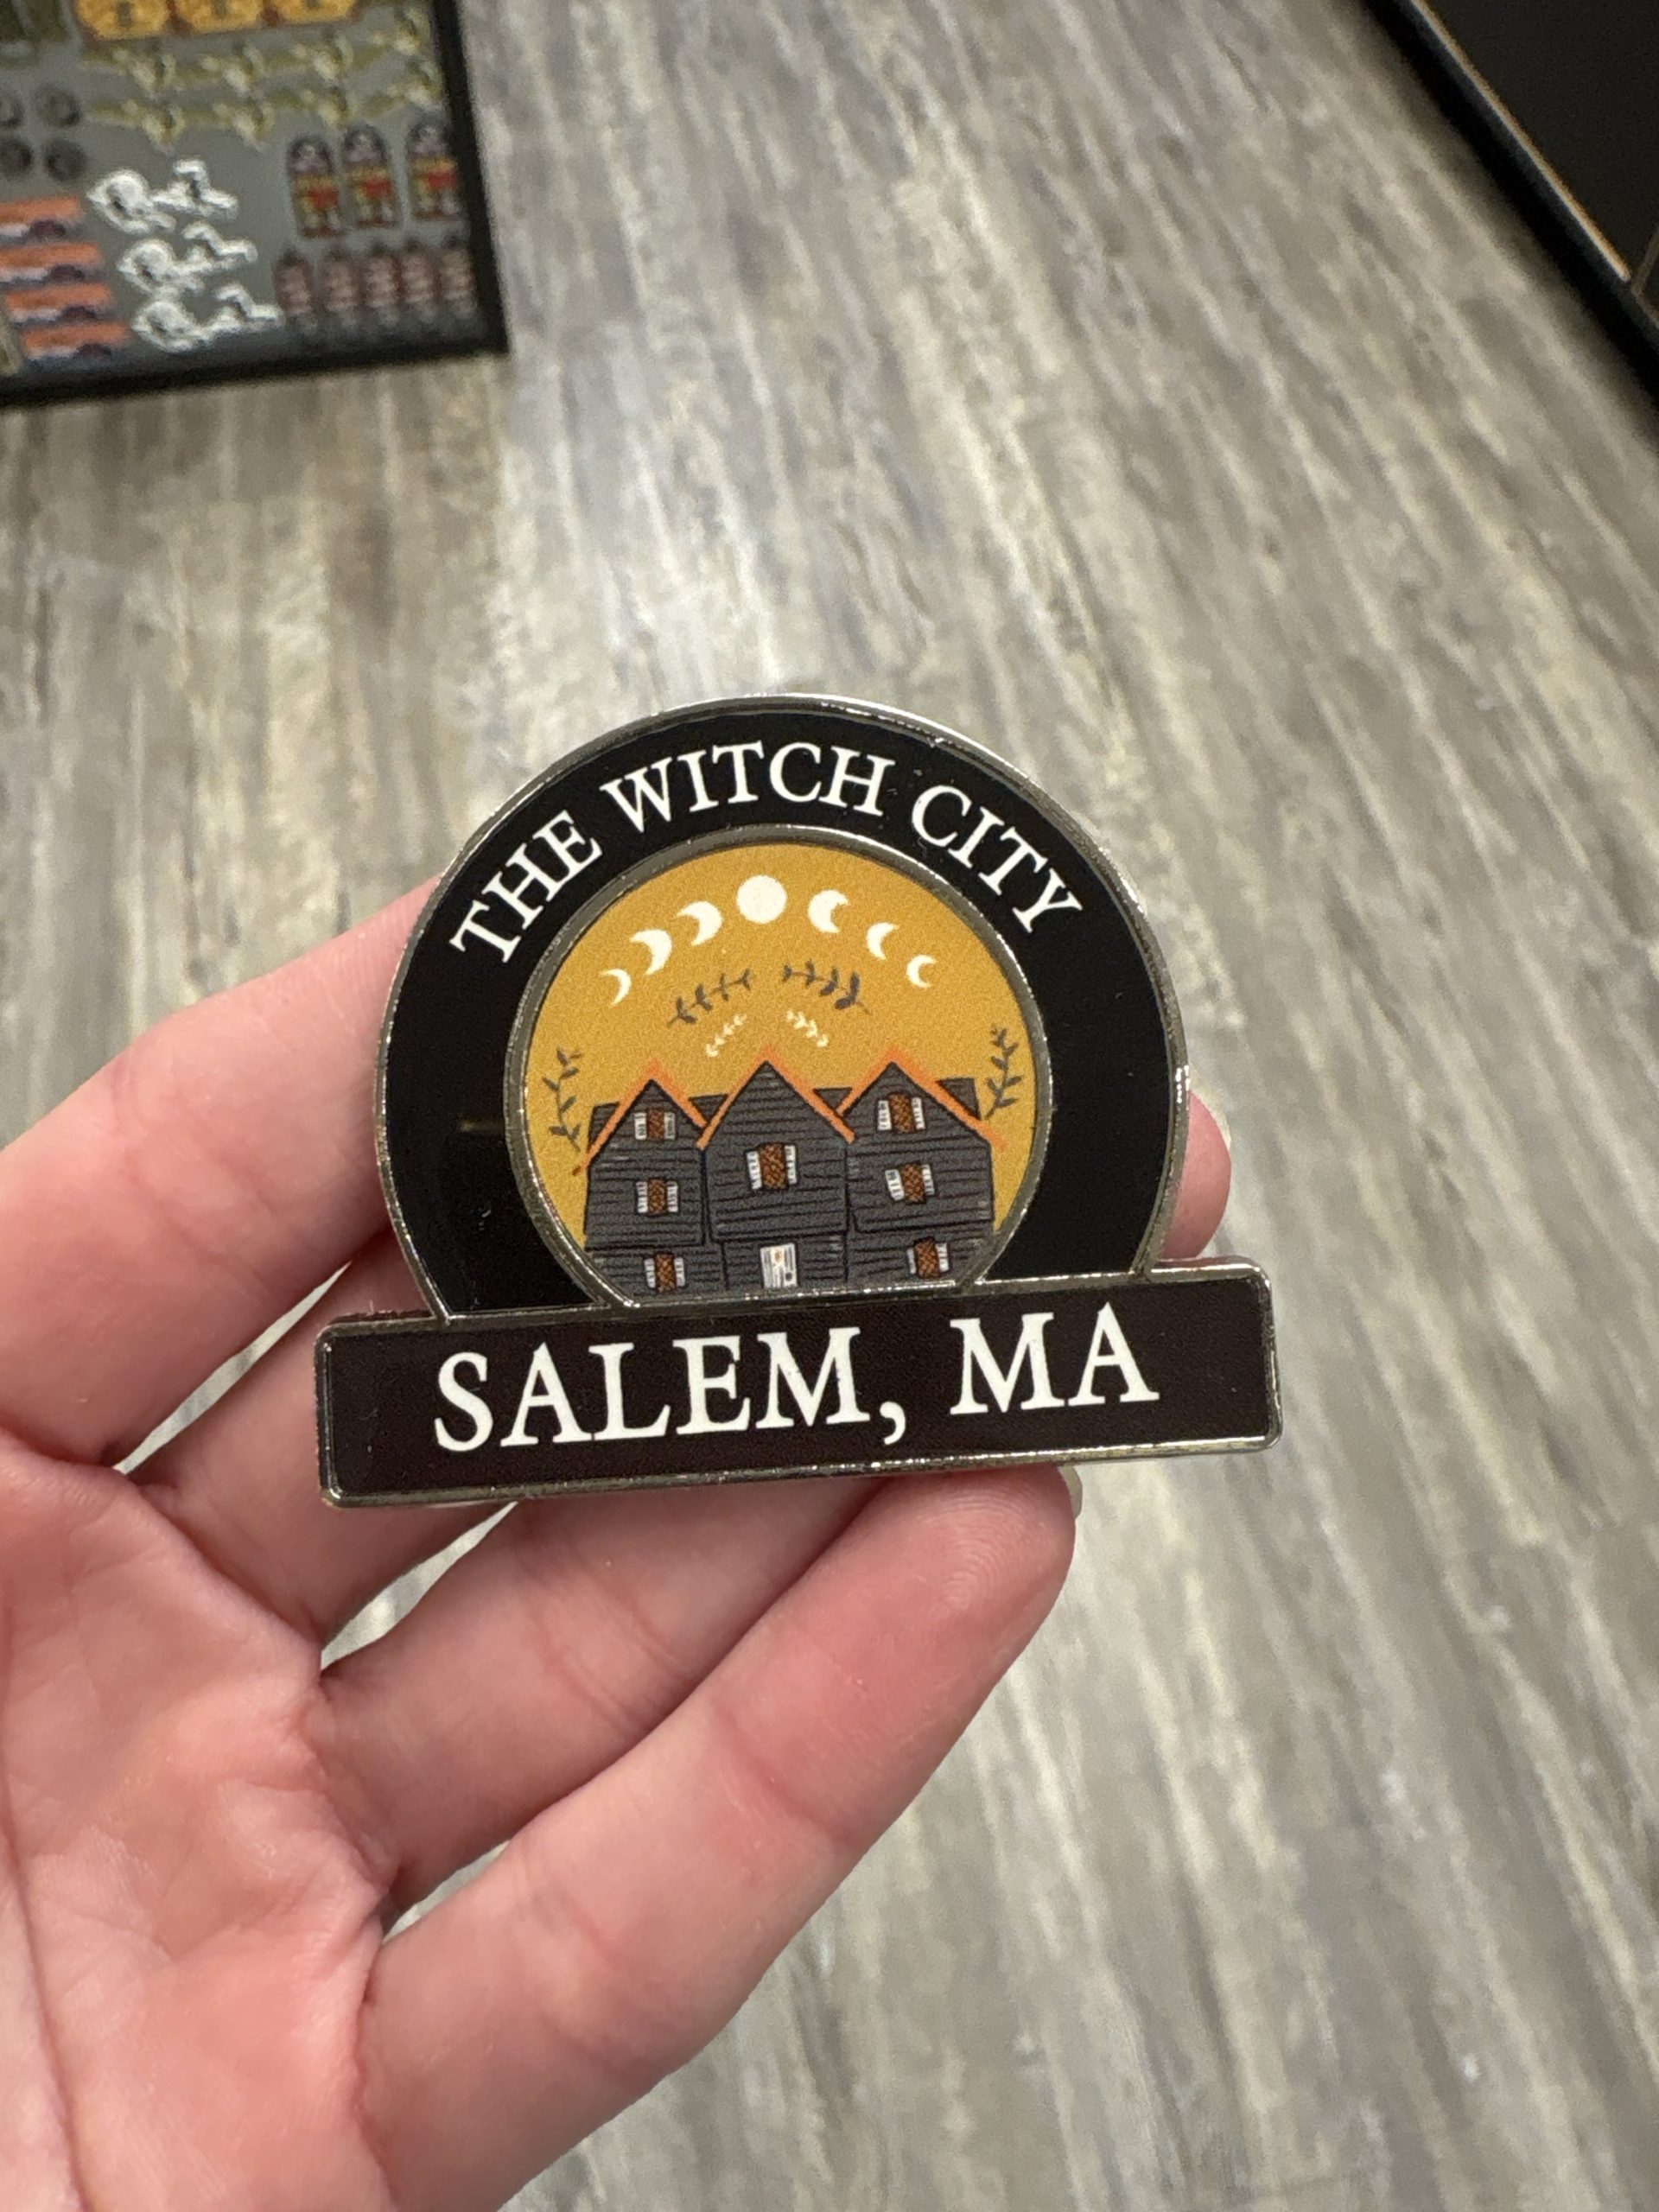 THE WITCH CITY
SALEM, MA